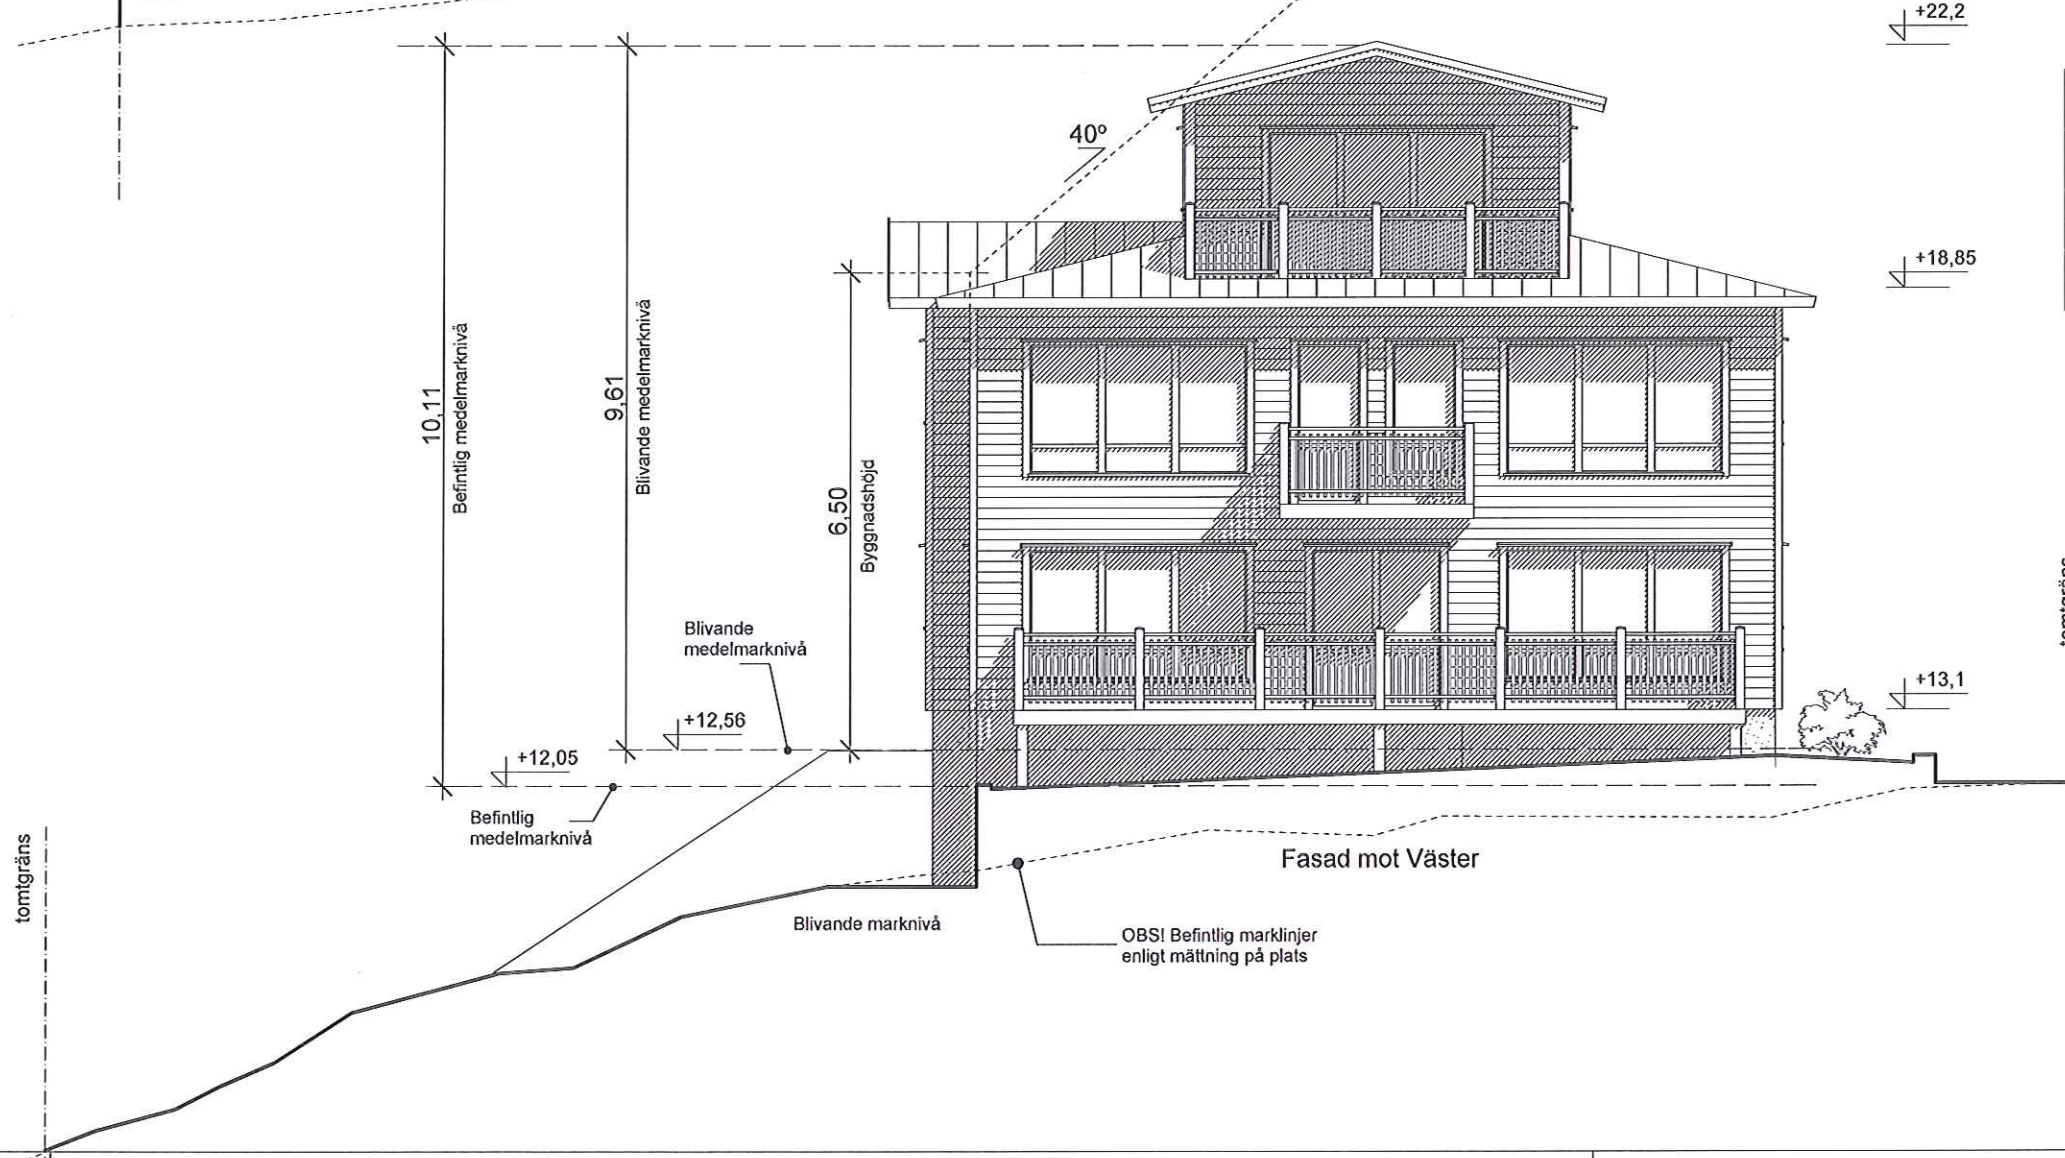 +22,2
40°
+18,85
10,11
Befintlig medelmarknivå
9,61
Blivande medelmarknivå
6,50
Byggnadshöjd
Blivande
medelmarknivå
+13,1
+12,56
+12,05
Befintlig
medelmarknivå
tomtgräns
Fasad mot Väster
Blivande marknivå
OBS! Befintlig marklinjer
enligt mättning på plats